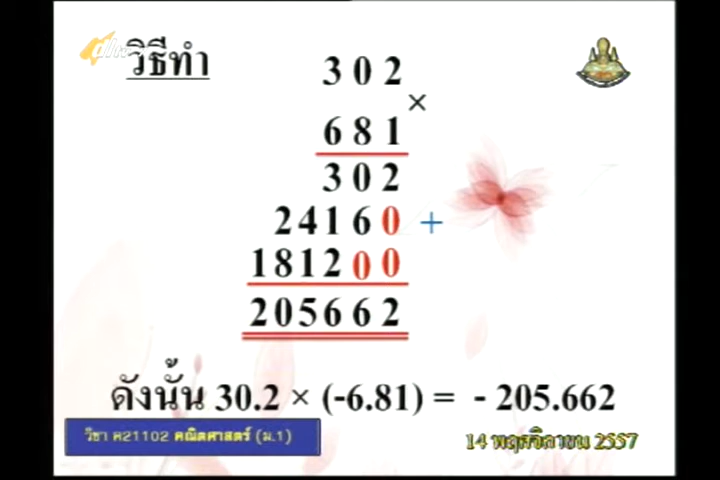 วิธีทำ
302
×
681
302
24160 +
181200
205662
ดังนั้น 30.2 × (-6.81) = - 205.662
วิชา ค21102 คณิตศาสตร์ (ม.1)
14 พฤศจิกายน 2557